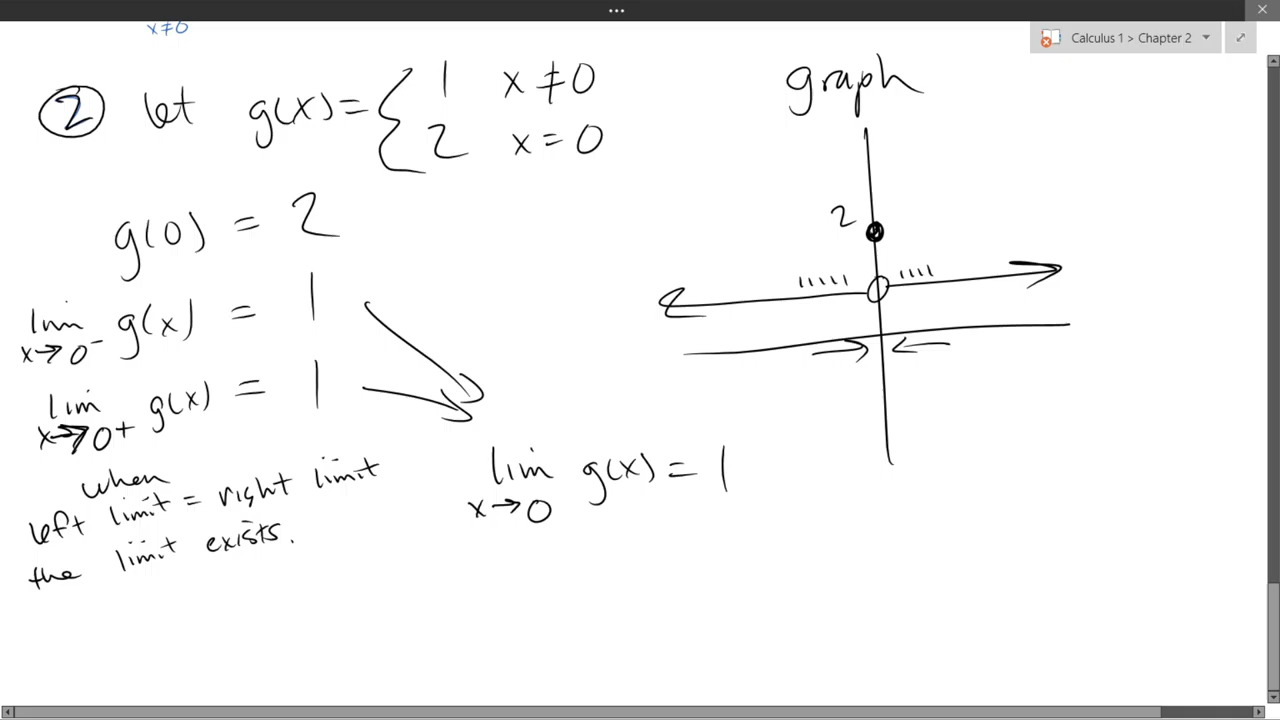 ...
x≠0
Calculus 1 > Chapter 2
② let g(x) = { 1 x≠0
2 x=0
graph
g(0) = 2
lim x→0⁻ g(x) = 1
lim x→0+ g(x) = 1
2
when
left limit = right limit
the limit exists.
lim x→0 g(x) = 1